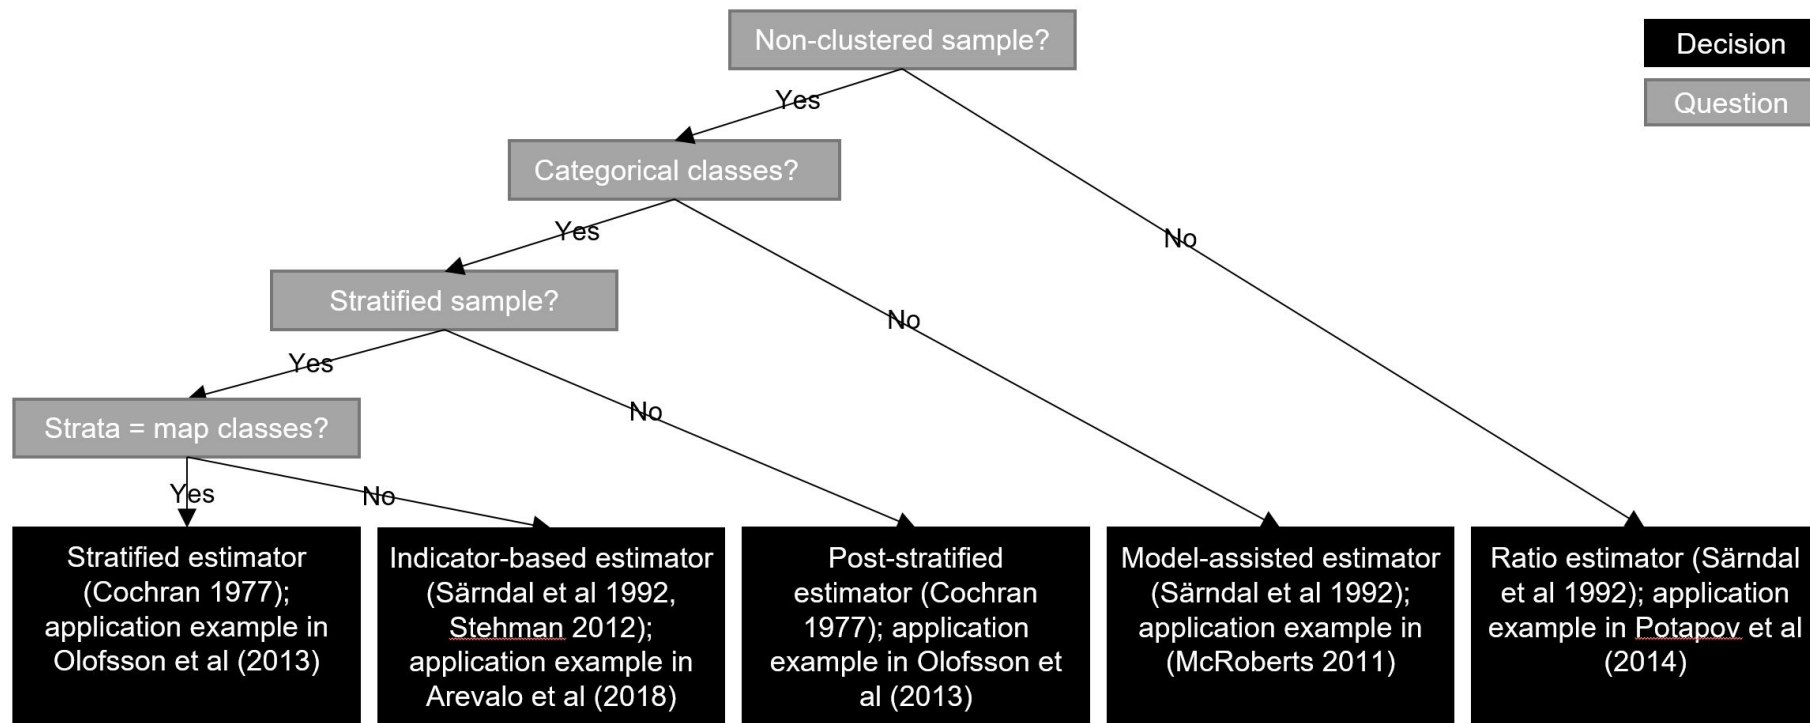 Non-clustered sample?
Decision
Question
Yes
No
Categorical classes?
Yes
No
Stratified sample?
Yes
No
Strata = map classes?
Yes
No
Stratified estimator
(Cochran 1977);
application example in
Olofsson et al (2013)
Indicator-based estimator
(Särndal et al 1992,
Stehman 2012);
application example in
Arevalo et al (2018)
Post-stratified
estimator (Cochran
1977); application
example in Olofsson et
al (2013)
Model-assisted estimator
(Särndal et al 1992);
application example in
(McRoberts 2011)
Ratio estimator (Särndal
et al 1992); application
example in Potapov et al
(2014)